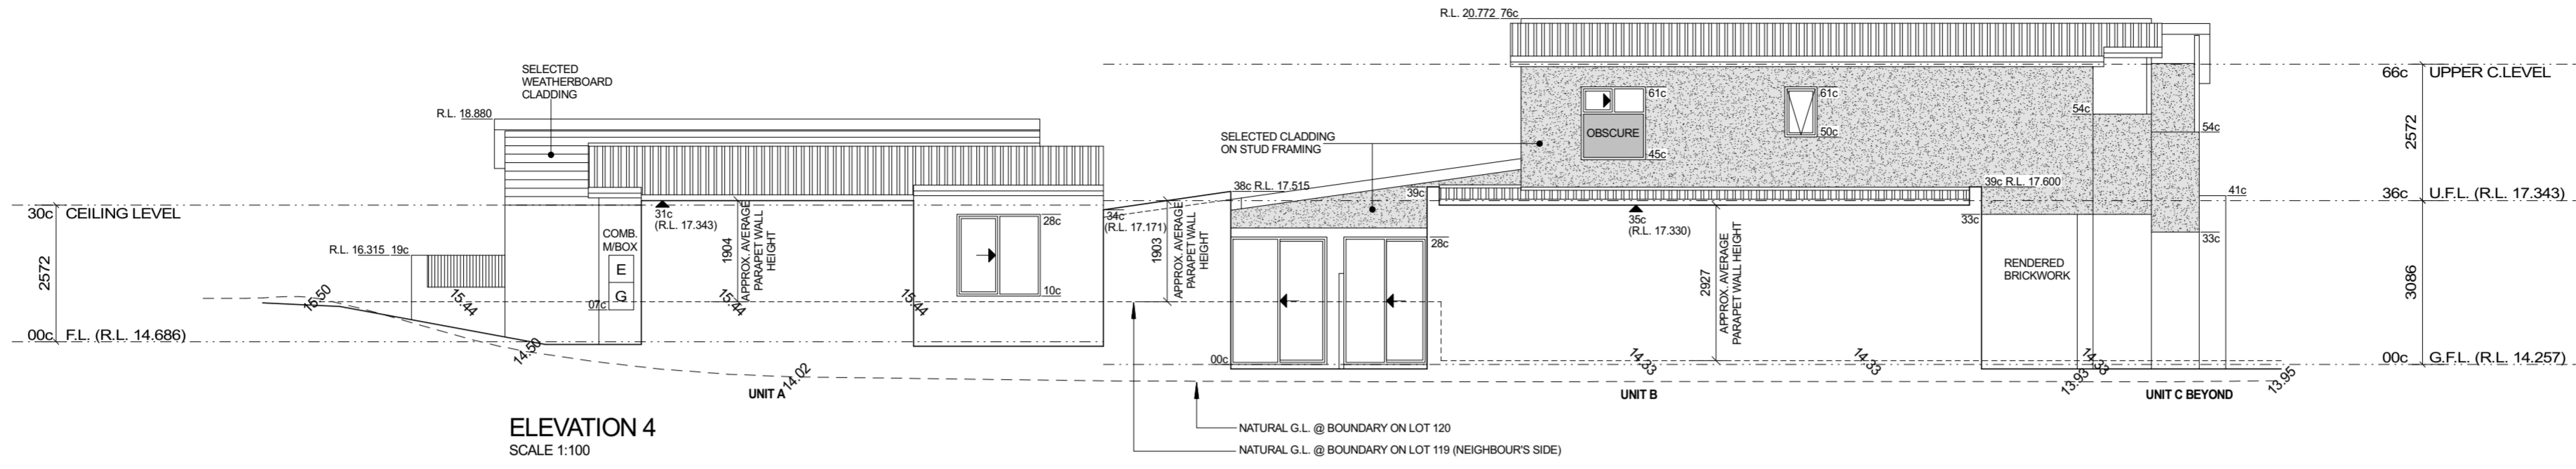 R.L. 20.772 76c
SELECTED
WEATHERBOARD
CLADDING
66c UPPER C.LEVEL
61c
61c
R.L. 18.880
54c
SELECTED CLADDING
ON STUD FRAMING
OBSCURE
50c
54c
2572
45c
38c R.L. 17.515
39c
39c R.L. 17.600
41c
36c U.F.L. (R.L. 17.343)
30c CEILING LEVEL
31c
(R.L. 17.343)
28c
34c
(R.L. 17.171)
35c
(R.L. 17.330)
33c
COMB.
M/BOX
E
G
07c
1904
APPROX. AVERAGE
PARAPET WALL
HEIGHT
1903
APPROX. AVERAGE
PARAPET WALL
HEIGHT
28c
2927
APPROX. AVERAGE
PARAPET WALL HEIGHT
33c
R.L. 16.315 19c
2572
RENDERED
BRICKWORK
3086
15.50
15.44
15.44
15.44
10c
00c F.L. (R.L. 14.686)
14.50
14.02
00c
14.33
14.33
14.33
13.93
13.95
00c G.F.L. (R.L. 14.257)
UNIT A
UNIT B
UNIT C BEYOND
ELEVATION 4
SCALE 1:100
NATURAL G.L. @ BOUNDARY ON LOT 120
NATURAL G.L. @ BOUNDARY ON LOT 119 (NEIGHBOUR'S SIDE)